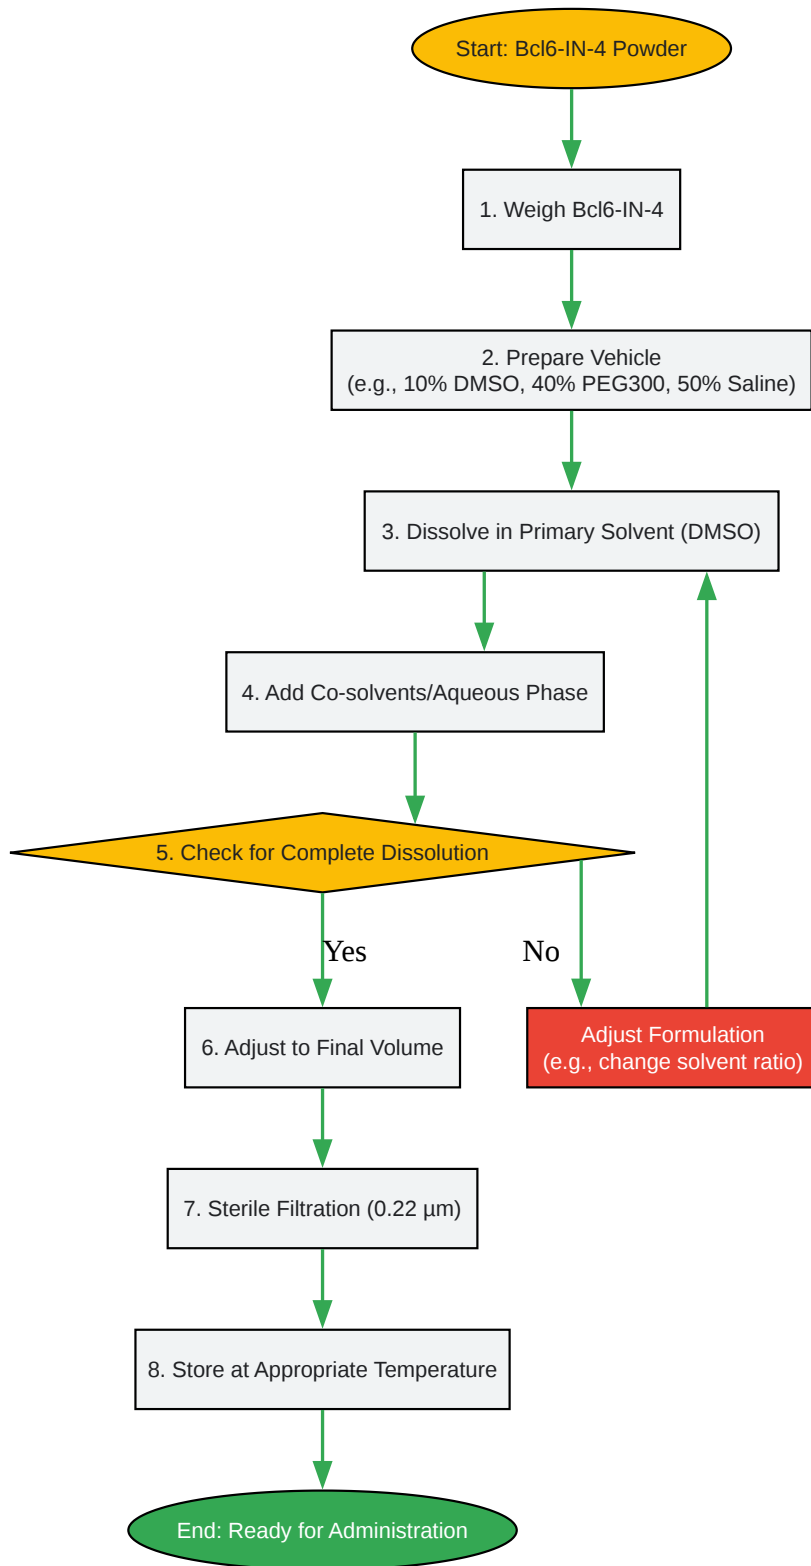 Start: Bcl6-IN-4 Powder
1. Weigh Bcl6-IN-4
2. Prepare Vehicle
(e.g., 10% DMSO, 40% PEG300, 50% Saline)
3. Dissolve in Primary Solvent (DMSO)
4. Add Co-solvents/Aqueous Phase
5. Check for Complete Dissolution
Yes
No
6. Adjust to Final Volume
Adjust Formulation
(e.g., change solvent ratio)
7. Sterile Filtration (0.22 µm)
8. Store at Appropriate Temperature
End: Ready for Administration